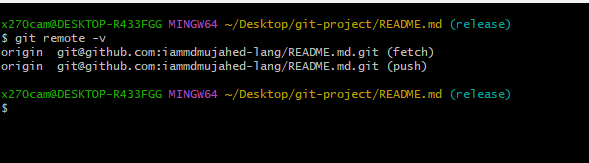 x270cam@DESKTOP-R433FGG MINGW64 ~/Desktop/git-project/README.md (release)
$ git remote -v
origin  git@github.com:iammdmujahed-lang/README.md.git (fetch)
origin  git@github.com:iammdmujahed-lang/README.md.git (push)
x270cam@DESKTOP-R433FGG MINGW64 ~/Desktop/git-project/README.md (release)
$